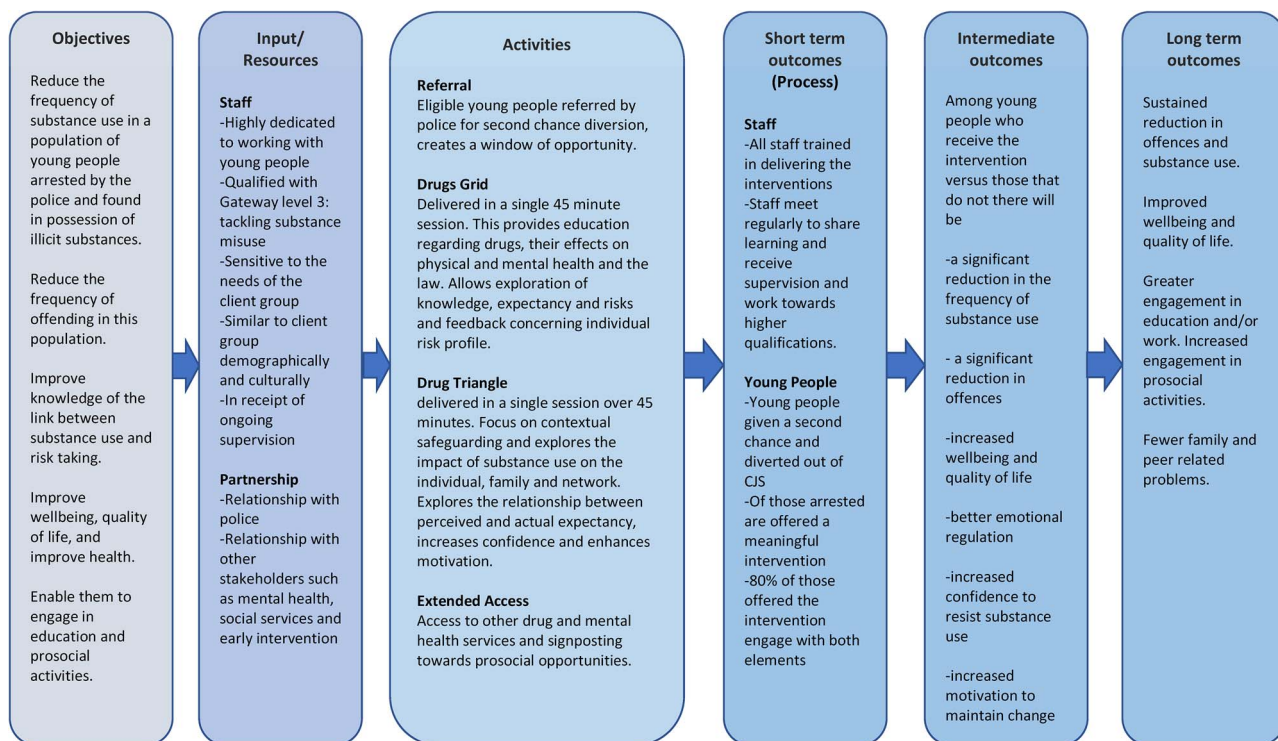 Objectives
Reduce the
frequency of
substance use in a
population of
young people
arrested by the
police and found
in possession of
illicit substances.
Reduce the
frequency of
offending in this
population.
Improve
knowledge of the
link between
substance use and
risk taking.
Improve
wellbeing, quality
of life, and
improve health.
Enable them to
engage in
education and
prosocial
activities.
Input/
Resources
Staff
-Highly dedicated
to working with
young people
-Qualified with
Gateway level 3:
tackling substance
misuse
-Sensitive to the
needs of the
client group
-Similar to client
group
demographically
and culturally
-In receipt of
ongoing
supervision
Partnership
-Relationship with
police
-Relationship with
other
stakeholders such
as mental health,
social services and
early intervention
Activities
Referral
Eligible young people referred by
police for second chance diversion,
creates a window of opportunity.
Drugs Grid
Delivered in a single 45 minute
session. This provides education
regarding drugs, their effects on
physical and mental health and the
law. Allows exploration of
knowledge, expectancy and risks
and feedback concerning individual
risk profile.
Drug Triangle
delivered in a single session over 45
minutes. Focus on contextual
safeguarding and explores the
impact of substance use on the
individual, family and network.
Explores the relationship between
perceived and actual expectancy,
increases confidence and enhances
motivation.
Extended Access
Access to other drug and mental
health services and signposting
towards prosocial opportunities.
Short term
outcomes
(Process)
Staff
-All staff trained
in delivering the
interventions
-Staff meet
regularly to share
learning and
receive
supervision and
work towards
higher
qualifications.
Young People
-Young people
given a second
chance and
diverted out of
CJS
-Of those arrested
are offered a
meaningful
intervention
-80% of those
offered the
intervention
engage with both
elements
Intermediate
outcomes
Among young
people who
receive the
intervention
versus those that
do not there will
be
-a significant
reduction in the
frequency of
substance use
- a significant
reduction in
offences
-increased
wellbeing and
quality of life
-better emotional
regulation
-increased
confidence to
resist substance
use
-increased
motivation to
maintain change
Long term
outcomes
Sustained
reduction in
offences and
substance use.
Improved
wellbeing and
quality of life.
Greater
engagement in
education and/or
work. Increased
engagement in
prosocial
activities.
Fewer family and
peer related
problems.